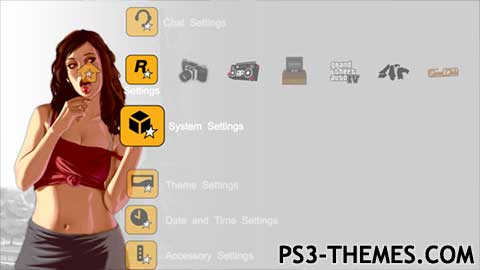 Chat Settings
R
Settings
grand
theft
auto
IV
System Settings
Theme Settings
Date and Time Settings
Accessory Settings
PS3-THEMES.COM